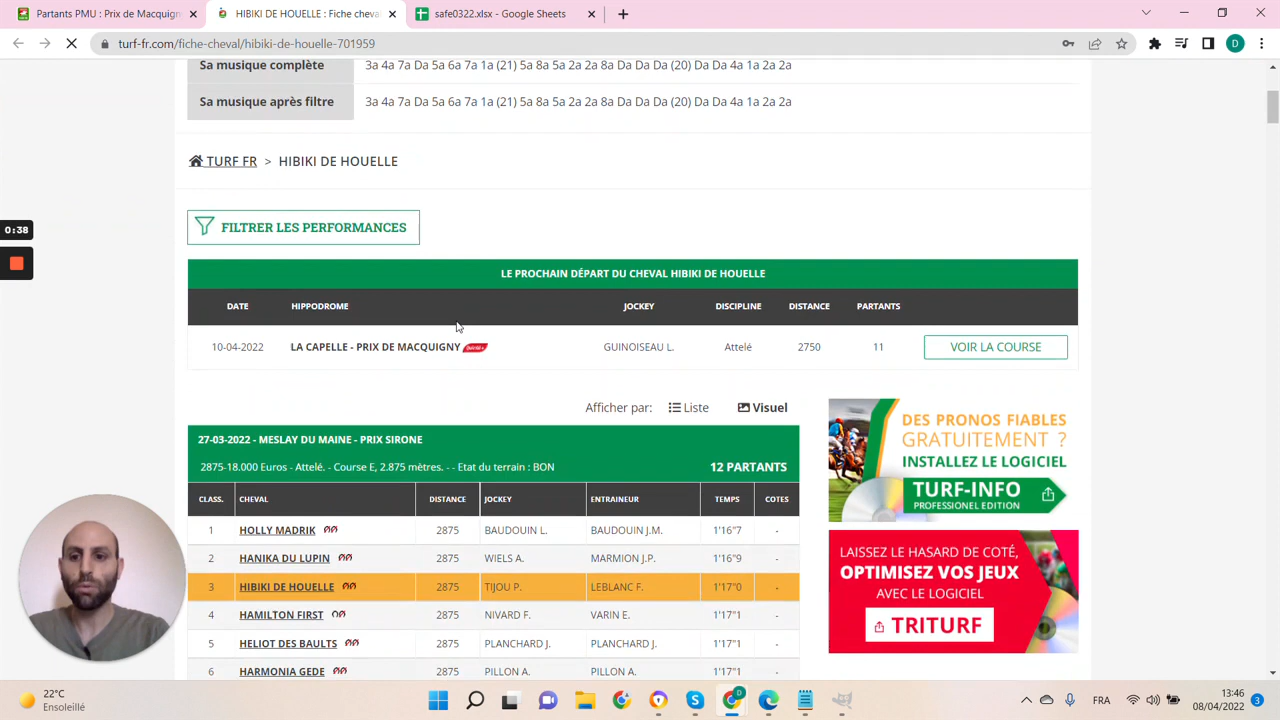 Partants PMU : Prix de Macquign
HIBIKI DE HOUELLE : Fiche cheva
safe0322.xlsx - Google Sheets
turf-fr.com/fiche-cheval/hibiki-de-houelle-701959
D
Sa musique complète 3a 4a 7a Da 5a 6a 7a 1a (21) 5a 8a 5a 2a 2a 8a Da Da Da (20) Da Da 4a 1a 2a 2a
Sa musique après filtre 3a 4a 7a Da 5a 6a 7a 1a (21) 5a 8a 5a 2a 2a 8a Da Da Da (20) Da Da 4a 1a 2a 2a
TURF FR > HIBIKI DE HOUELLE
0:38
FILTRER LES PERFORMANCES
LE PROCHAIN DÉPART DU CHEVAL HIBIKI DE HOUELLE
DATE HIPPODROME JOCKEY DISCIPLINE DISTANCE PARTANTS
10-04-2022 LA CAPELLE - PRIX DE MACQUIGNY GUINOISEAU L. Attelé 2750 11 VOIR LA COURSE
Afficher par: Liste Visuel
27-03-2022 - MESLAY DU MAINE - PRIX SIRONE
2875-18.000 Euros - Attelé. - Course E, 2.875 mètres. - - Etat du terrain : BON 12 PARTANTS
CLASS. CHEVAL DISTANCE JOCKEY ENTRAINEUR TEMPS COTES
1 HOLLY MADRIK 2875 BAUDOUIN L. BAUDOUIN J.M. 1'16"7 -
2 HANIKA DU LUPIN 2875 WIELS A. MARMION J.P. 1'16"9 -
3 HIBIKI DE HOUELLE 2875 TIJOU P. LEBLANC F. 1'17"0 -
4 HAMILTON FIRST 2875 NIVARD F. VARIN E. 1'17"1 -
5 HELIOT DES BAULTS 2875 PLANCHARD J. PLANCHARD J. 1'17"1 -
6 HARMONIA GEDE 2875 PILLON A. PILLON A. 1'17"1 -
DES PRONOS FIABLES
GRATUITEMENT ?
INSTALLEZ LE LOGICIEL
TURF-INFO
PROFESSIONEL EDITION
LAISSEZ LE HASARD DE COTÉ,
OPTIMISEZ VOS JEUX
AVEC LE LOGICIEL
TRITURF
22°C
Ensoleillé
D
FRA
13:46
08/04/2022
3